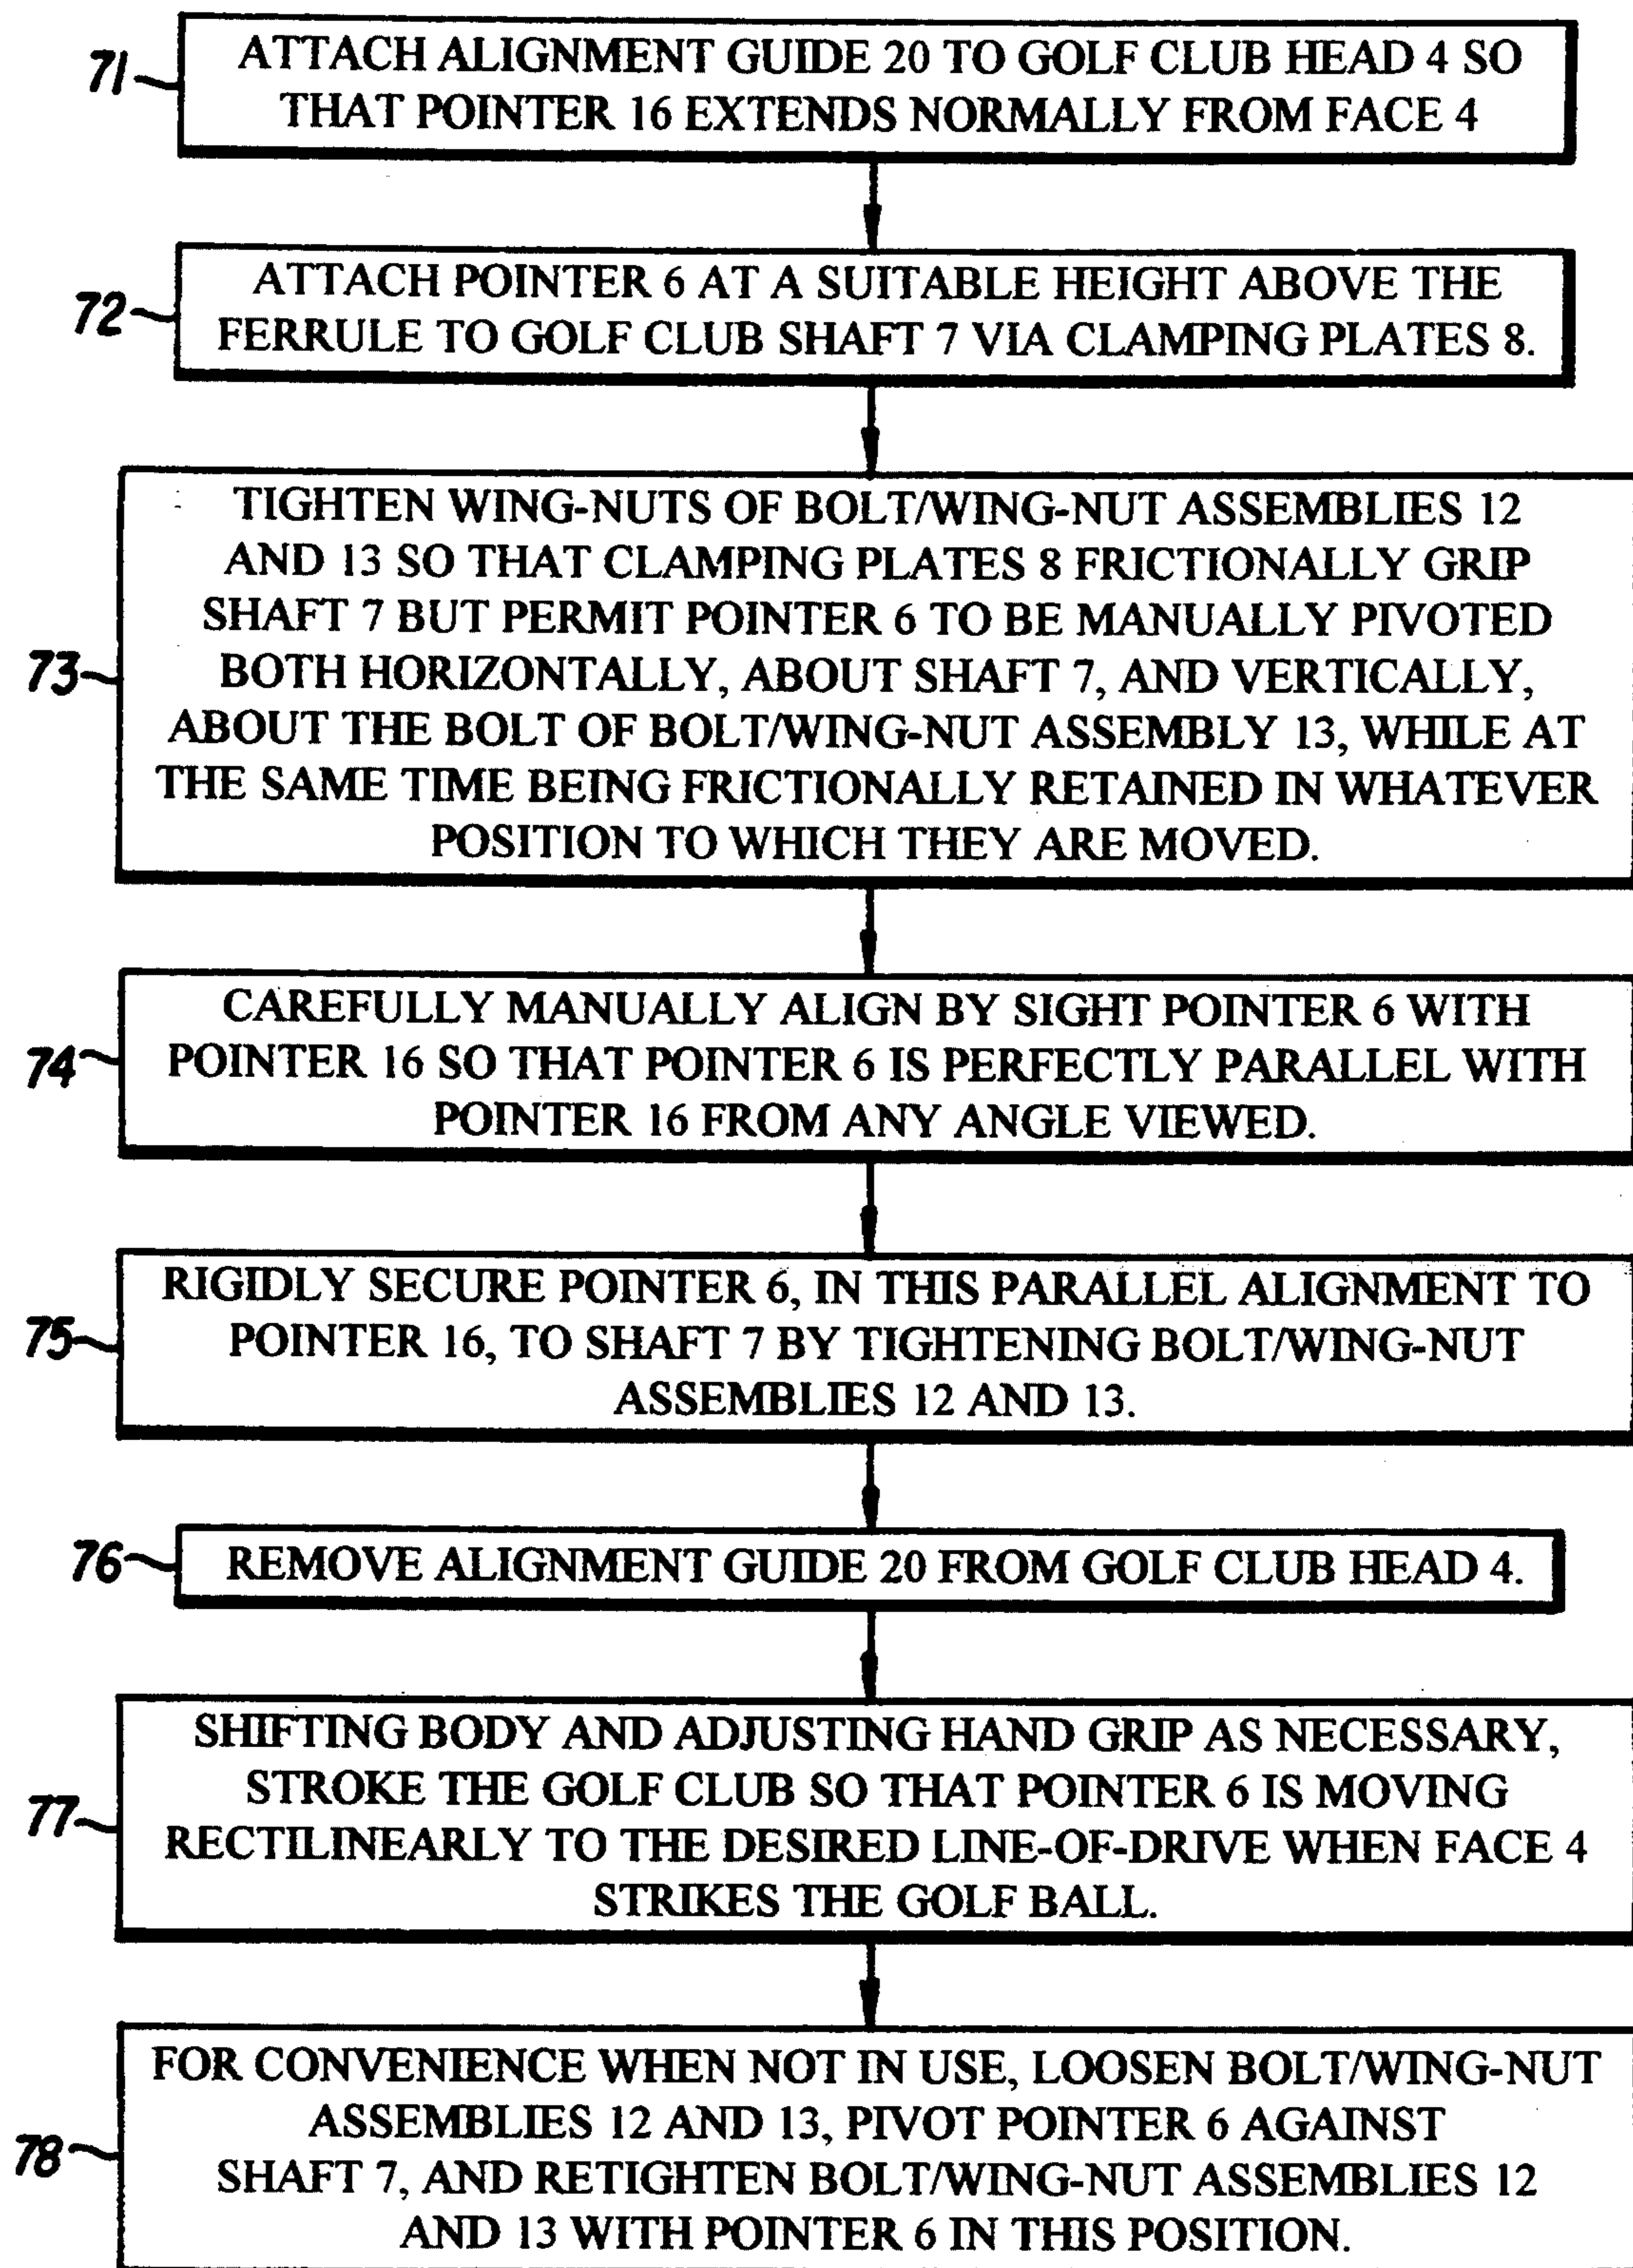 71
ATTACH ALIGNMENT GUIDE 20 TO GOLF CLUB HEAD 4 SO
THAT POINTER 16 EXTENDS NORMALLY FROM FACE 4
72
ATTACH POINTER 6 AT A SUITABLE HEIGHT ABOVE THE
FERRULE TO GOLF CLUB SHAFT 7 VIA CLAMPING PLATES 8.
73
TIGHTEN WING-NUTS OF BOLT/WING-NUT ASSEMBLIES 12
AND 13 SO THAT CLAMPING PLATES 8 FRICTIONALLY GRIP
SHAFT 7 BUT PERMIT POINTER 6 TO BE MANUALLY PIVOTED
BOTH HORIZONTALLY, ABOUT SHAFT 7, AND VERTICALLY,
ABOUT THE BOLT OF BOLT/WING-NUT ASSEMBLY 13, WHILE AT
THE SAME TIME BEING FRICTIONALLY RETAINED IN WHATEVER
POSITION TO WHICH THEY ARE MOVED.
74
CAREFULLY MANUALLY ALIGN BY SIGHT POINTER 6 WITH
POINTER 16 SO THAT POINTER 6 IS PERFECTLY PARALLEL WITH
POINTER 16 FROM ANY ANGLE VIEWED.
75
RIGIDLY SECURE POINTER 6, IN THIS PARALLEL ALIGNMENT TO
POINTER 16, TO SHAFT 7 BY TIGHTENING BOLT/WING-NUT
ASSEMBLIES 12 AND 13.
76
REMOVE ALIGNMENT GUIDE 20 FROM GOLF CLUB HEAD 4.
77
SHIFTING BODY AND ADJUSTING HAND GRIP AS NECESSARY,
STROKE THE GOLF CLUB SO THAT POINTER 6 IS MOVING
RECTILINEARLY TO THE DESIRED LINE-OF-DRIVE WHEN FACE 4
STRIKES THE GOLF BALL.
78
FOR CONVENIENCE WHEN NOT IN USE, LOOSEN BOLT/WING-NUT
ASSEMBLIES 12 AND 13, PIVOT POINTER 6 AGAINST
SHAFT 7, AND RETIGHTEN BOLT/WING-NUT ASSEMBLIES 12
AND 13 WITH POINTER 6 IN THIS POSITION.